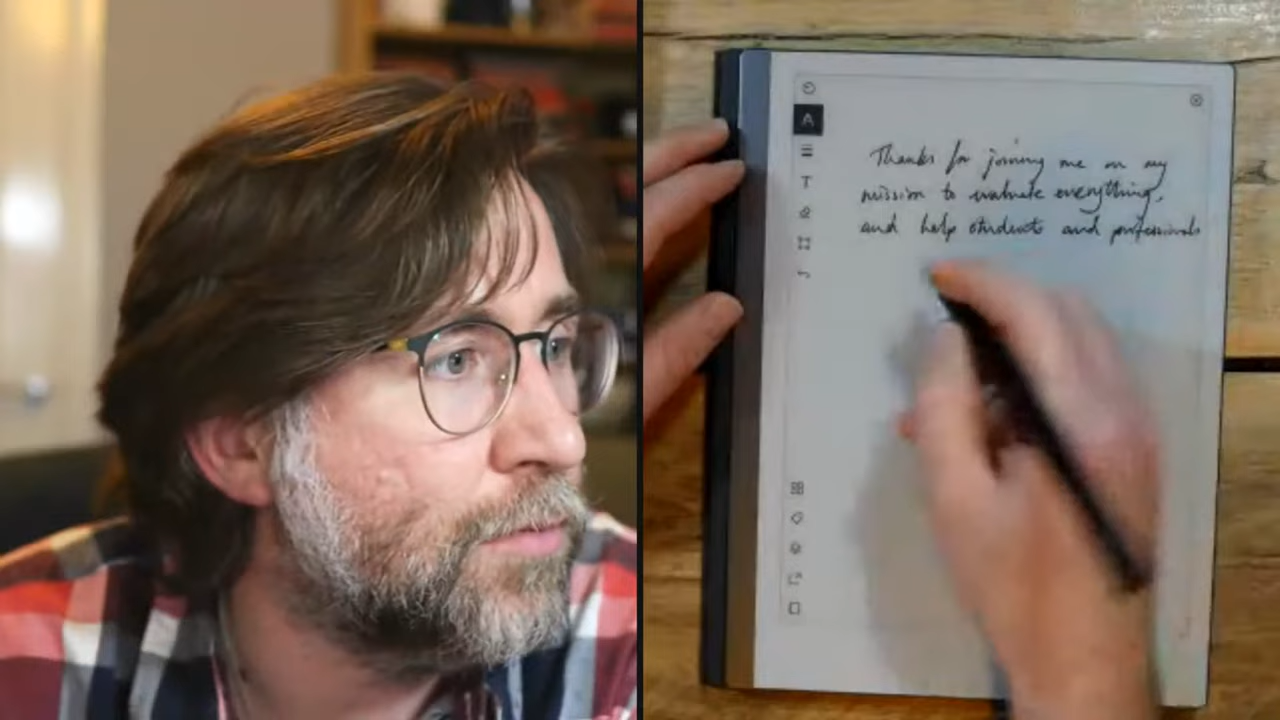 Thanks for joining me on my
mission to evaluate everything,
and help students and professionals
A
T